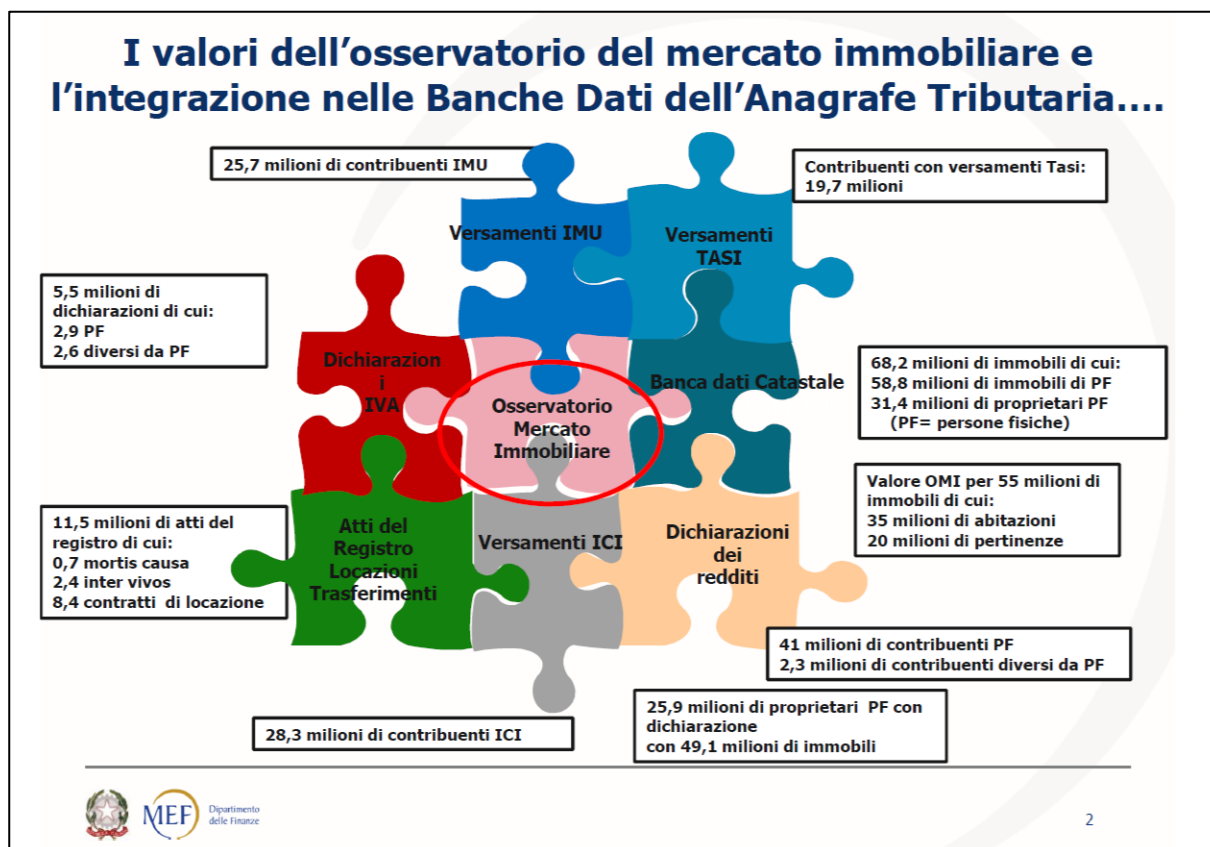 I valori dell’osservatorio del mercato immobiliare e
l’integrazione nelle Banche Dati dell’Anagrafe Tributaria....
25,7 milioni di contribuenti IMU
Contribuenti con versamenti Tasi:
19,7 milioni
Versamenti IMU
Versamenti
TASI
5,5 milioni di
dichiarazioni di cui:
2,9 PF
2,6 diversi da PF
Dichiarazion
i
IVA
Osservatorio
Mercato
Immobiliare
Banca dati Catastale
68,2 milioni di immobili di cui:
58,8 milioni di immobili di PF
31,4 milioni di proprietari PF
(PF= persone fisiche)
Valore OMI per 55 milioni di
immobili di cui:
35 milioni di abitazioni
20 milioni di pertinenze
11,5 milioni di atti del
registro di cui:
0,7 mortis causa
2,4 inter vivos
8,4 contratti di locazione
Atti del
Registro
Locazioni
Trasferimenti
Versamenti ICI
Dichiarazioni
dei
redditi
41 milioni di contribuenti PF
2,3 milioni di contribuenti diversi da PF
28,3 milioni di contribuenti ICI
25,9 milioni di proprietari PF con
dichiarazione
con 49,1 milioni di immobili
MEF
Dipartimento
delle Finanze
2